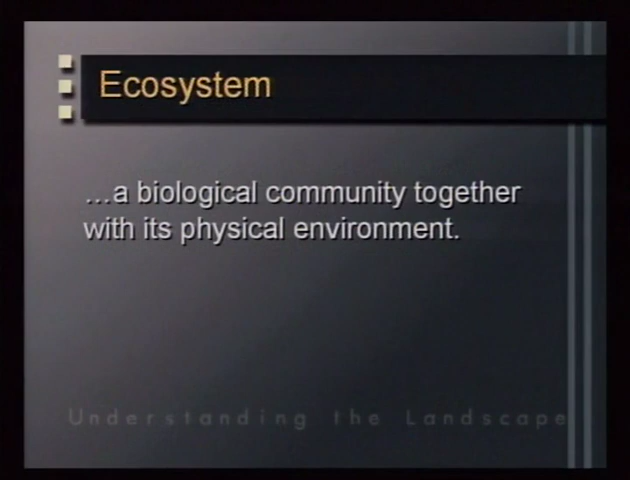 Ecosystem
…a biological community together
with its physical environment.
Understanding the Landscape